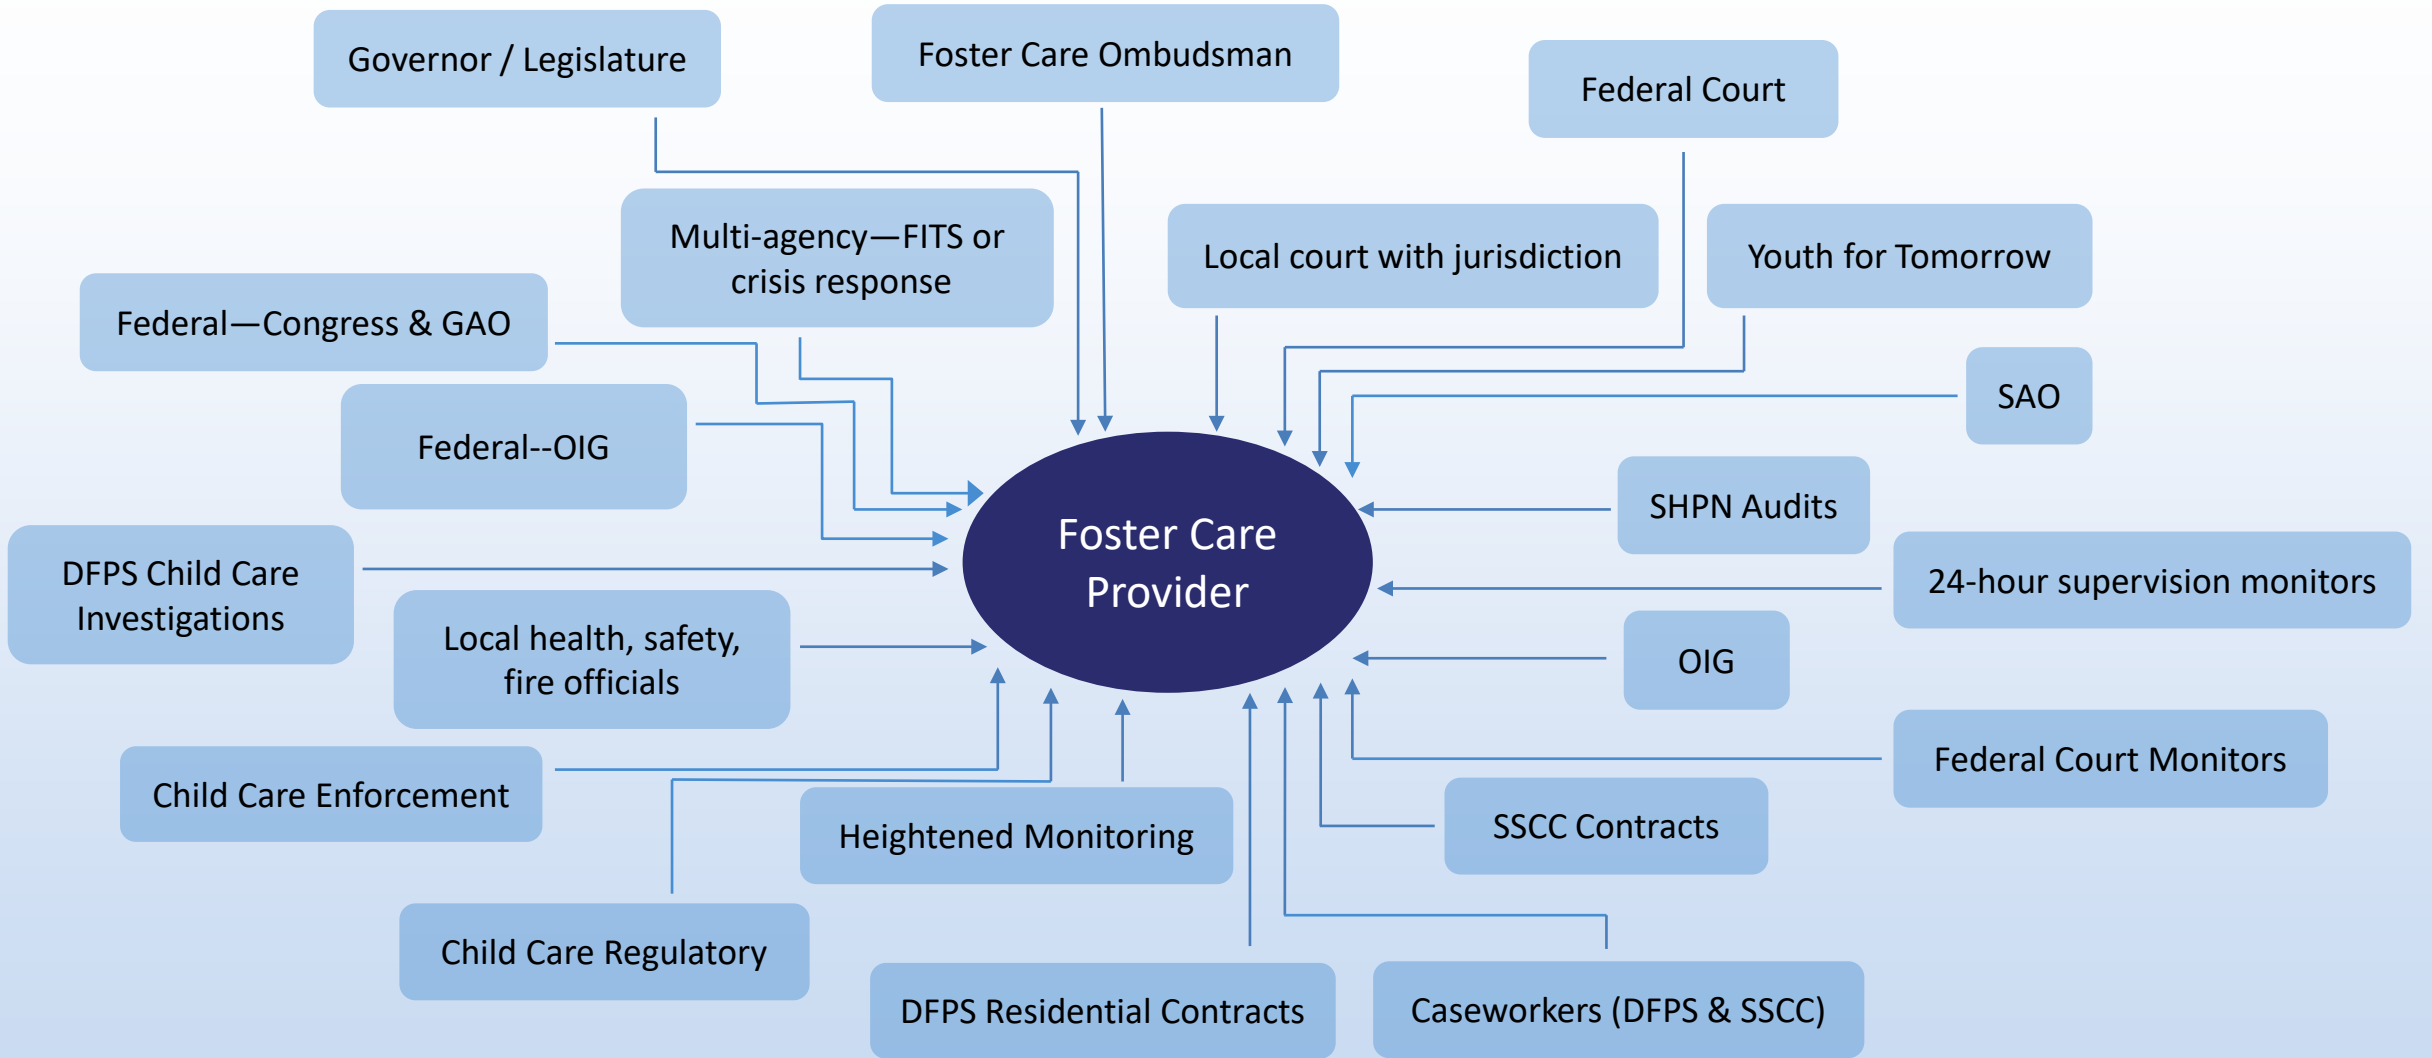 Governor / Legislature
Foster Care Ombudsman
Federal Court
Multi-agency—FITS or
crisis response
Local court with jurisdiction
Youth for Tomorrow
Federal—Congress & GAO
SAO
Federal--OIG
SHPN Audits
Foster Care
Provider
DFPS Child Care
Investigations
24-hour supervision monitors
Local health, safety,
fire officials
OIG
Federal Court Monitors
Child Care Enforcement
Heightened Monitoring
SSCC Contracts
Child Care Regulatory
DFPS Residential Contracts
Caseworkers (DFPS & SSCC)